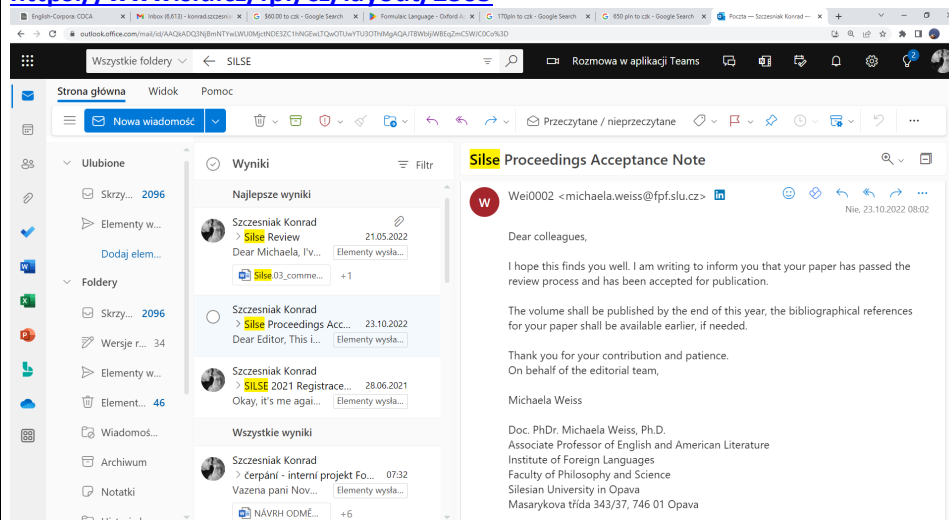 English-Corpora: COCA
Inbox (6,613) - konrad.szczesni
$60.00 to czk - Google Search
Formulaic Language - Oxford
170pln to czk - Google Search
650 pln to czk - Google Search
Poczta — Szczesniak Konrad —
Wszystkie foldery
SILSE
Rozmowa w aplikacji Teams
2
Strona główna Widok Pomoc
Nowa wiadomość
Przeczytane / nieprzeczytane
Ulubione
Skrzy... 2096
Elementy w...
Dodaj elem...
Foldery
Skrzy... 2096
Wersje r... 34
Elementy w...
Element... 46
Wiadomoś...
Archiwum
Notatki
Wyniki Filtr
Najlepsze wyniki
Szczesniak Konrad
Silse Review 21.05.2022
Dear Michaela, I'v... Elementy wysła...
Silse.03_comme... +1
Szczesniak Konrad
Silse Proceedings Acc... 23.10.2022
Dear Editor, This i... Elementy wysła...
Szczesniak Konrad
SILSE 2021 Registrace... 28.06.2021
Okay, it's me agai... Elementy wysła...
Wszystkie wyniki
Szczesniak Konrad
čerpání - interní projekt Fo... 07:32
Vazena pani Nov... Elementy wysła...
NÁVRH ODMĚ... +6
Silse Proceedings Acceptance Note
W
Wei0002 <michaela.weiss@fpf.slu.cz>
Nie, 23.10.2022 08:02
Dear colleagues,
I hope this finds you well. I am writing to inform you that your paper has passed the
review process and has been accepted for publication.
The volume shall be published by the end of this year, the bibliographical references
for your paper shall be available earlier, if needed.
Thank you for your contribution and patience.
On behalf of the editorial team,
Michaela Weiss
Doc. PhDr. Michaela Weiss, Ph.D.
Associate Professor of English and American Literature
Institute of Foreign Languages
Faculty of Philosophy and Science
Silesian University in Opava
Masarykova třída 343/37, 746 01 Opava